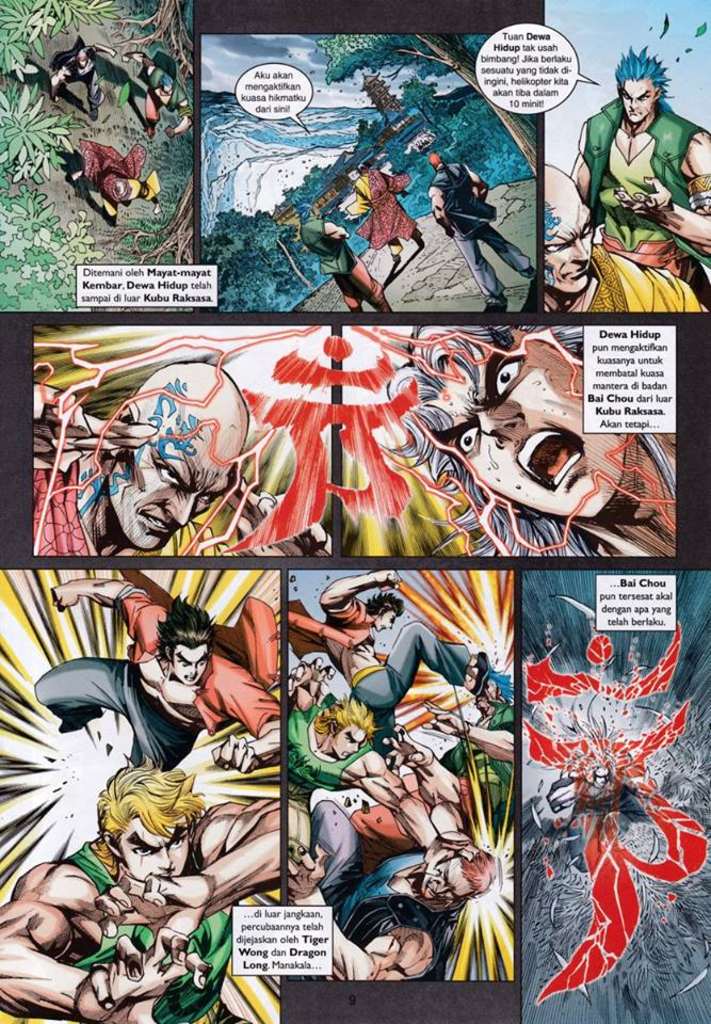 Ditemani oleh Mayat-mayat
Kembar, Dewa Hidup telah
sampai di luar Kubu Raksasa.
Aku akan
mengaktifkan
kuasa hikmatku
dari sini!
Tuan Dewa
Hidup tak usah
bimbang! Jika berlaku
sesuatu yang tidak di-
ingini, helikopter kita
akan tiba dalam
10 minit!
Dewa Hidup
pun mengaktifkan
kuasanya untuk
membatal kuasa
mantera di badan
Bai Chou dari luar
Kubu Raksasa.
Akan tetapi...
...di luar jangkaan,
percubaannya telah
dijejaskan oleh Tiger
Wong dan Dragon
Long. Manakala...
...Bai Chou
pun tersesat akal
dengan apa yang
telah berlaku.
9